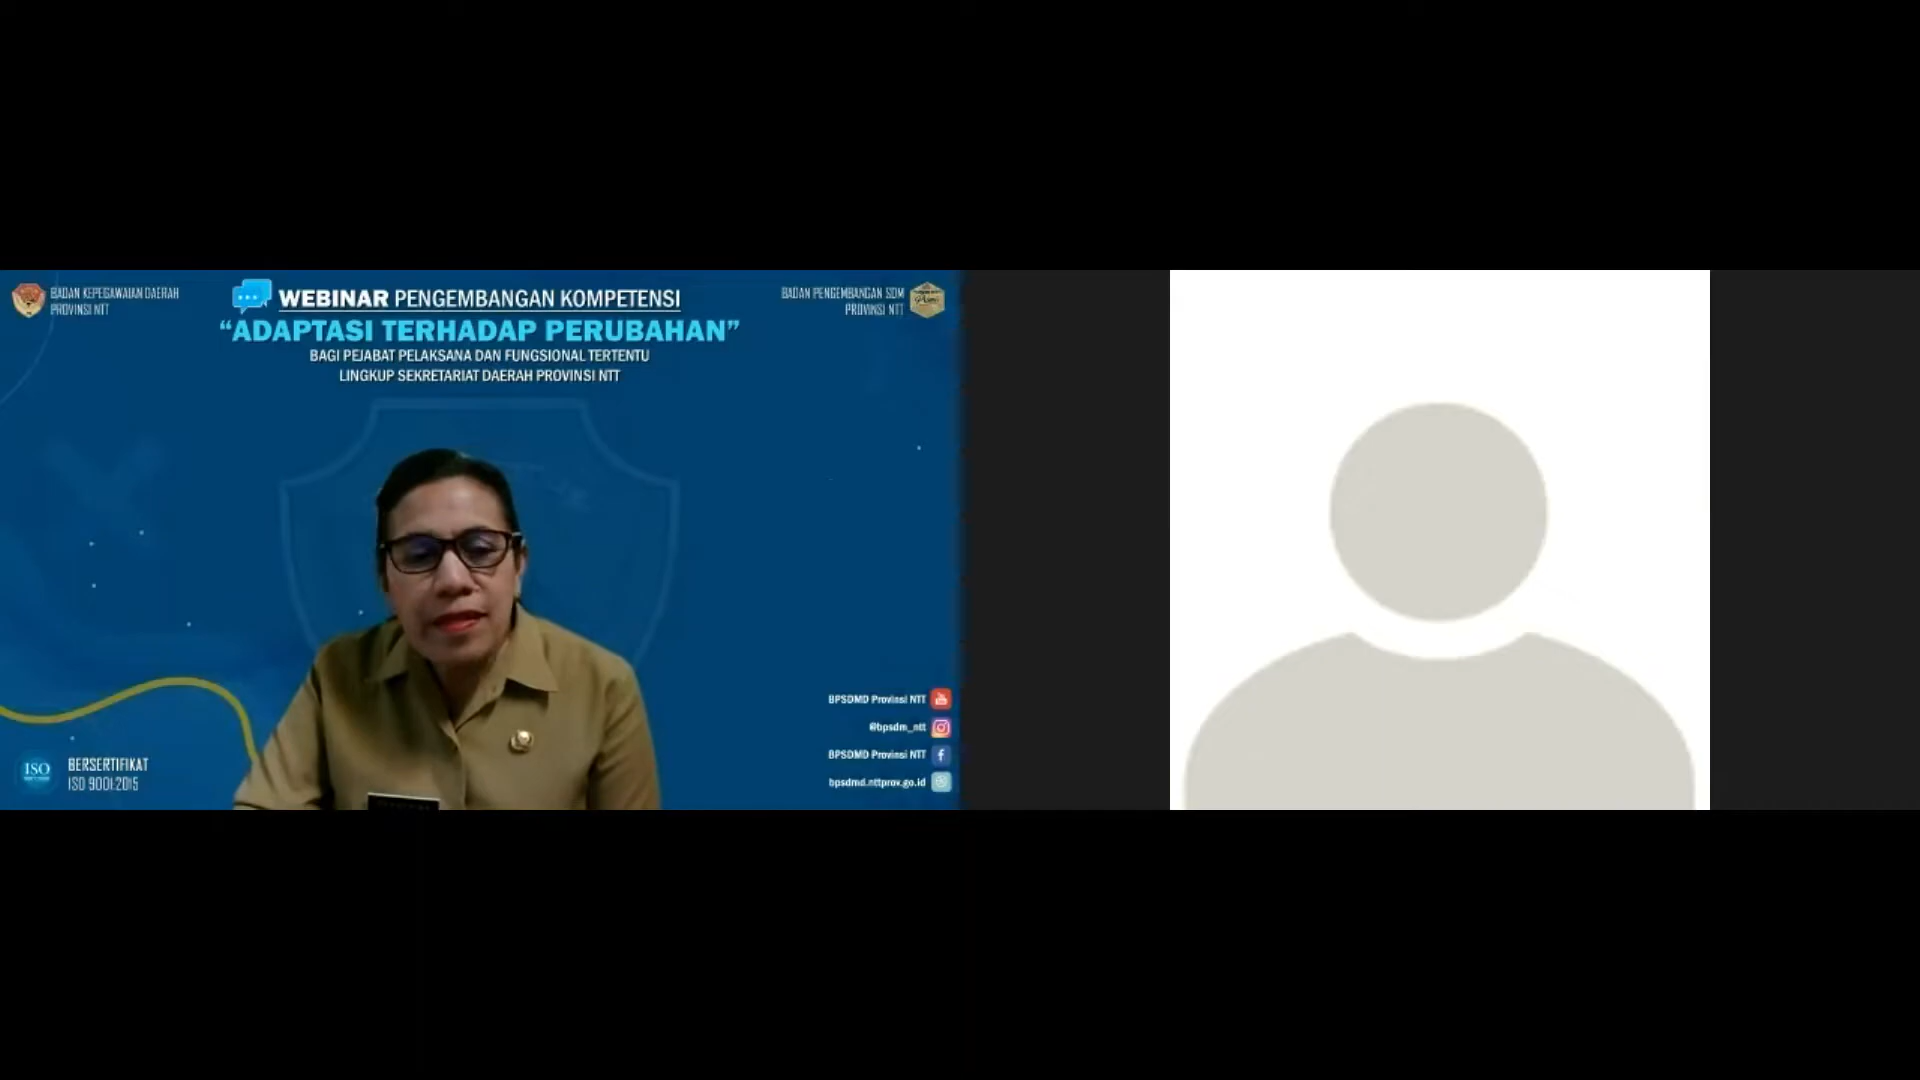 BADAN KEPEGAWAIAN DAERAH
PROVINSI NTT
WEBINAR PENGEMBANGAN KOMPETENSI
“ADAPTASI TERHADAP PERUBAHAN”
BAGI PEJABAT PELAKSANA DAN FUNGSIONAL TERTENTU
LINGKUP SEKRETARIAT DAERAH PROVINSI NTT
BADAN PENGEMBANGAN SDM
PROVINSI NTT
BPSDMD Provinsi NTT
@bpsdm_ntt
BPSDMD Provinsi NTT
bpsdmd.nttprov.go.id
ISO
BERSERTIFIKAT
ISO 9001:2015